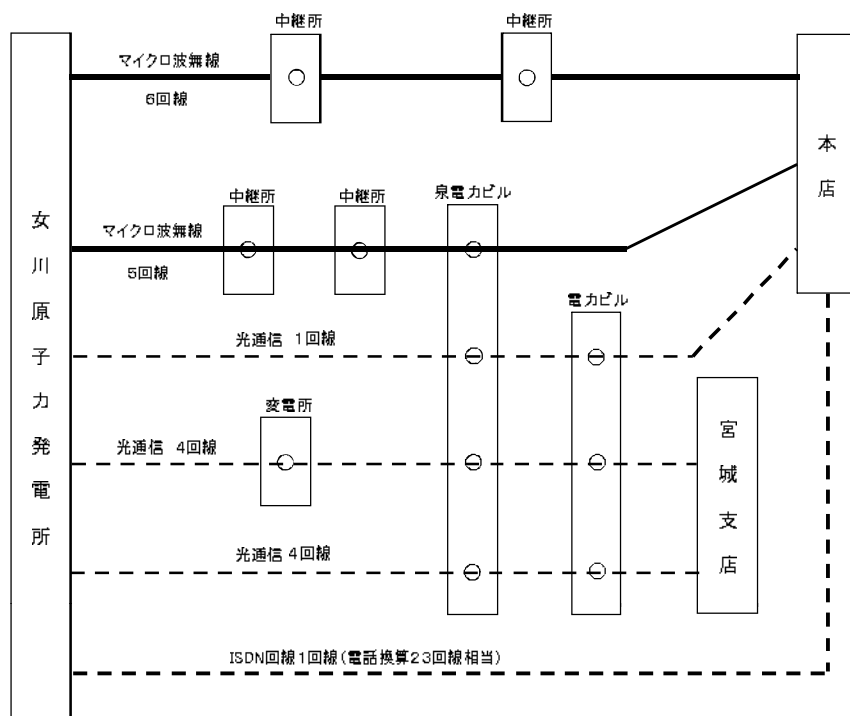 中継所
中継所
マイクロ波無線
6回線
本店
中継所
中継所
泉電力ビル
マイクロ波無線
5回線
女川原子力発電所
電力ビル
光通信 1回線
変電所
光通信 4回線
宮城支店
光通信 4回線
ISDN回線1回線(電話換算23回線相当)